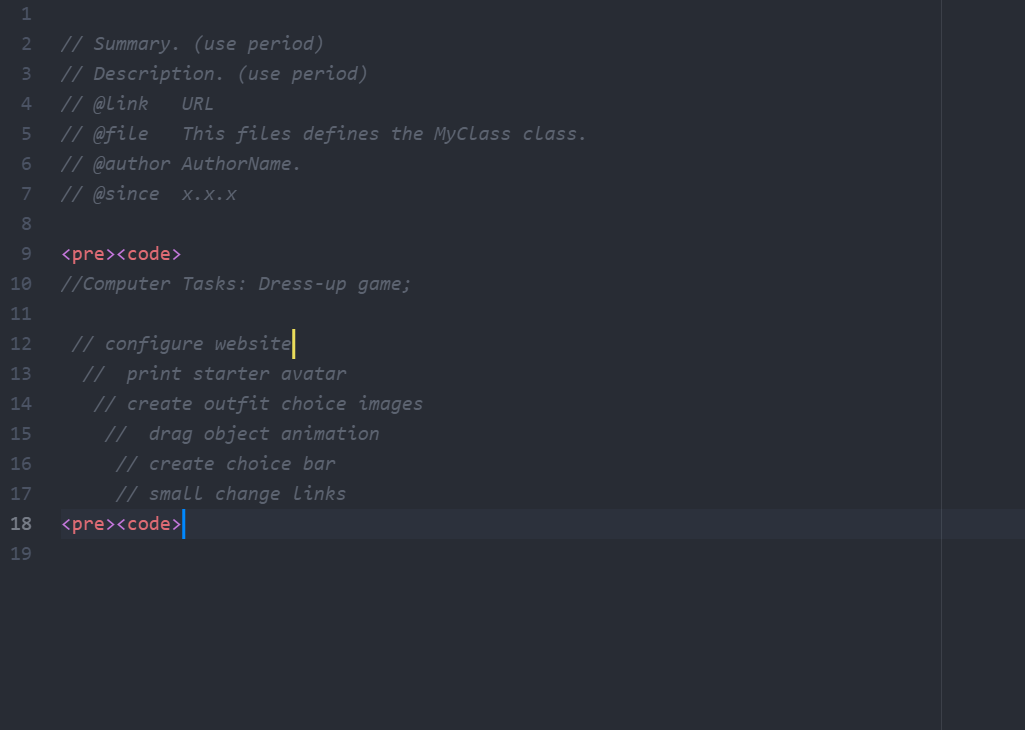 1
2 // Summary. (use period)
3 // Description. (use period)
4 // @link   URL
5 // @file   This files defines the MyClass class.
6 // @author AuthorName.
7 // @since  x.x.x
8
9 <pre><code>
10 //Computer Tasks: Dress-up game;
11
12  // configure website
13   //  print starter avatar
14    // create outfit choice images
15     //  drag object animation
16      // create choice bar
17      // small change links
18 <pre><code>
19